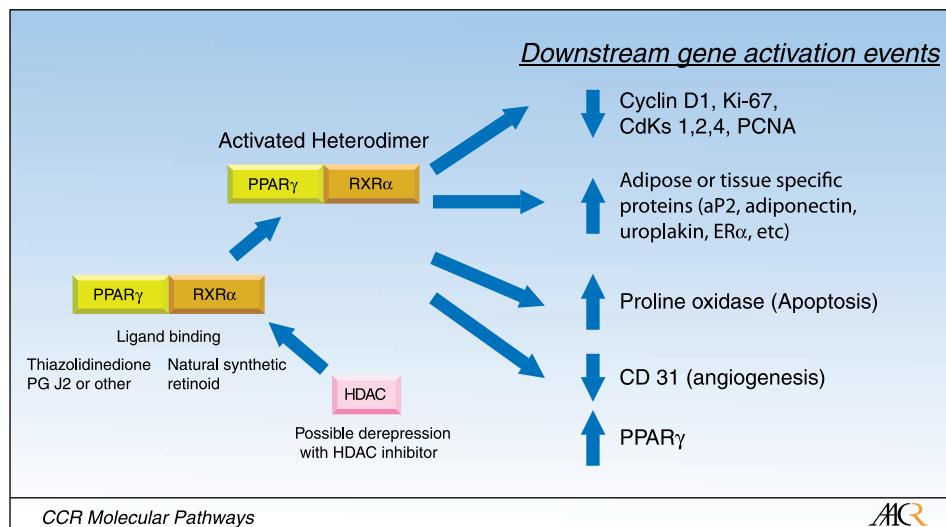 Downstream gene activation events
Cyclin D1, Ki-67,
CdKs 1,2,4, PCNA
Activated Heterodimer
PPARγ RXRα
Adipose or tissue specific
proteins (aP2, adiponectin,
uroplakin, ERα, etc)
PPARγ RXRα
Proline oxidase (Apoptosis)
Ligand binding
Thiazolidinedione
PG J2 or other
Natural synthetic
retinoid
HDAC
CD 31 (angiogenesis)
Possible derepression
with HDAC inhibitor
PPARγ
CCR Molecular Pathways
AACR